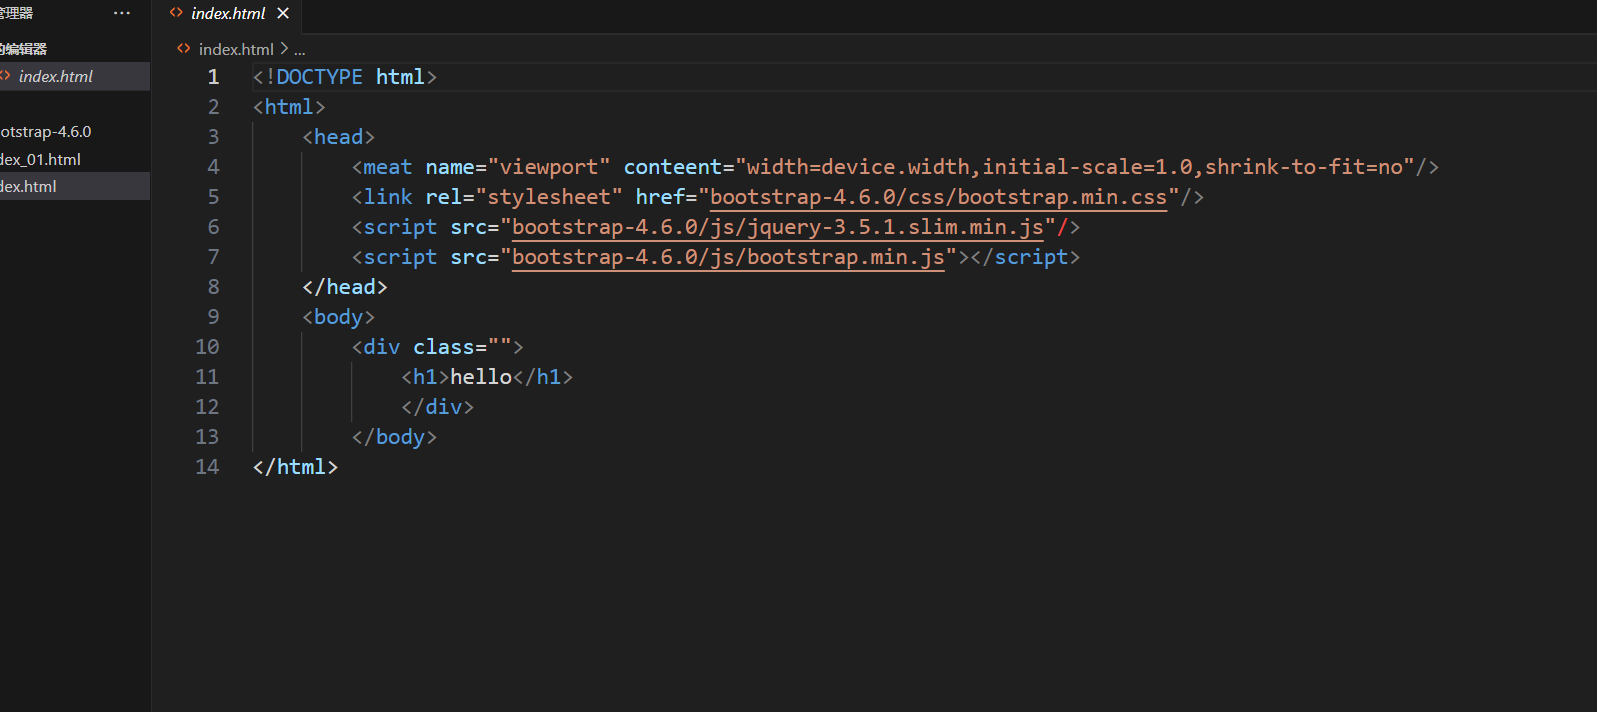 管理器 ···
index.html ×
的编辑器
index.html > ...
index.html
otstrap-4.6.0
dex_01.html
dex.html
1 <!DOCTYPE html>
2 <html>
3 <head>
4 <meat name="viewport" conteent="width=device.width,initial-scale=1.0,shrink-to-fit=no"/>
5 <link rel="stylesheet" href="bootstrap-4.6.0/css/bootstrap.min.css"/>
6 <script src="bootstrap-4.6.0/js/jquery-3.5.1.slim.min.js"/>
7 <script src="bootstrap-4.6.0/js/bootstrap.min.js"></script>
8 </head>
9 <body>
10 <div class="">
11 <h1>hello</h1>
12 </div>
13 </body>
14 </html>